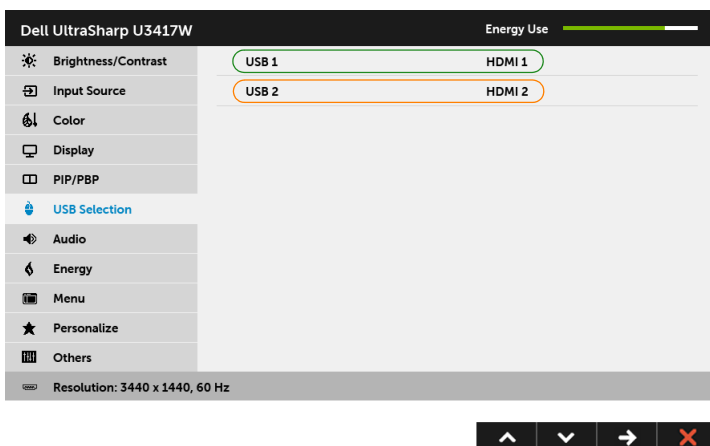 Dell UltraSharp U3417W Energy Use
Brightness/Contrast USB 1 HDMI 1
Input Source USB 2 HDMI 2
Color
Display
PIP/PBP
USB Selection
Audio
Energy
Menu
Personalize
Others
Resolution: 3440 x 1440, 60 Hz